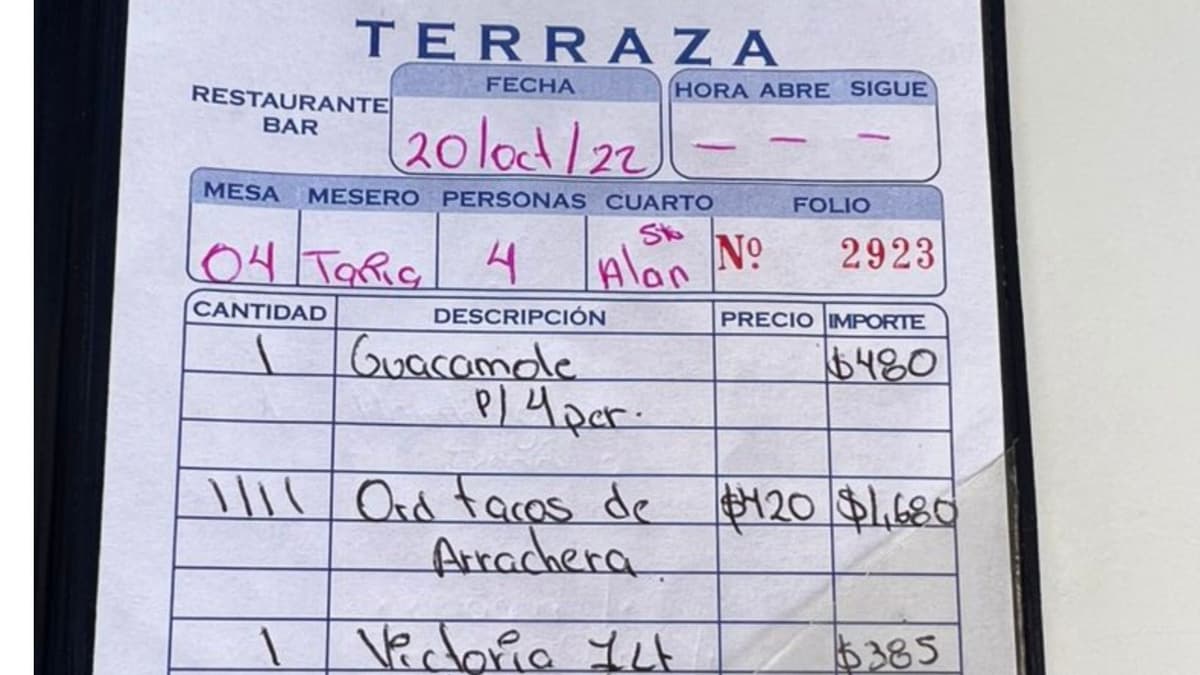 TERRAZA
RESTAURANTE BAR
FECHA
20/oct/22
HORA ABRE SIGUE
- - -
MESA MESERO PERSONAS CUARTO FOLIO
04 Tania 4 Alan Nº 2923
CANTIDAD DESCRIPCIÓN PRECIO IMPORTE
1 Guacamole $480
p/ 4 per.
1111 Ord tacos de $420 $1,680
Arrachera.
1 Victoria 1Lt $385